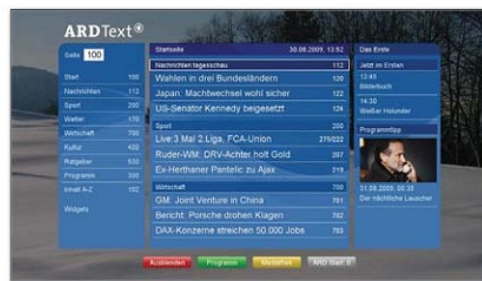 ARDText
Seite 100
Start 100
Nachrichten 112
Sport 200
Wetter 170
Wirtschaft 700
Kultur 400
Ratgeber 530
Programm 300
Inhalt A-Z 102
Widgets
Startseite 30.08.2009, 13:52
Nachrichten tagesschau 112
Wahlen in drei Bundesländern 120
Japan: Machtwechsel wohl sicher 122
US-Senator Kennedy beigesetzt 124
Sport 200
Live:3 Mal 2.Liga, FCA-Union 275/222
Ruder-WM: DRV-Achter holt Gold 207
Ex-Herthaner Pantelic zu Ajax 219
Wirtschaft 700
GM: Joint Venture in China 701
Bericht: Porsche drohen Klagen 702
DAX-Konzerne streichen 50.000 Jobs 703
Das Erste
Jetzt im Ersten
13:45
Bilderbuch
14:30
Weißer Holunder
Programmtipp
31.08.2009, 00:35
Der nächtliche Lauscher
Ausblenden Programm Mediathek ARD Start: 0